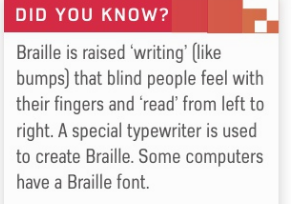 DID YOU KNOW?
Braille is raised ‘writing’ (like
bumps) that blind people feel with
their fingers and ‘read’ from left to
right. A special typewriter is used
to create Braille. Some computers
have a Braille font.